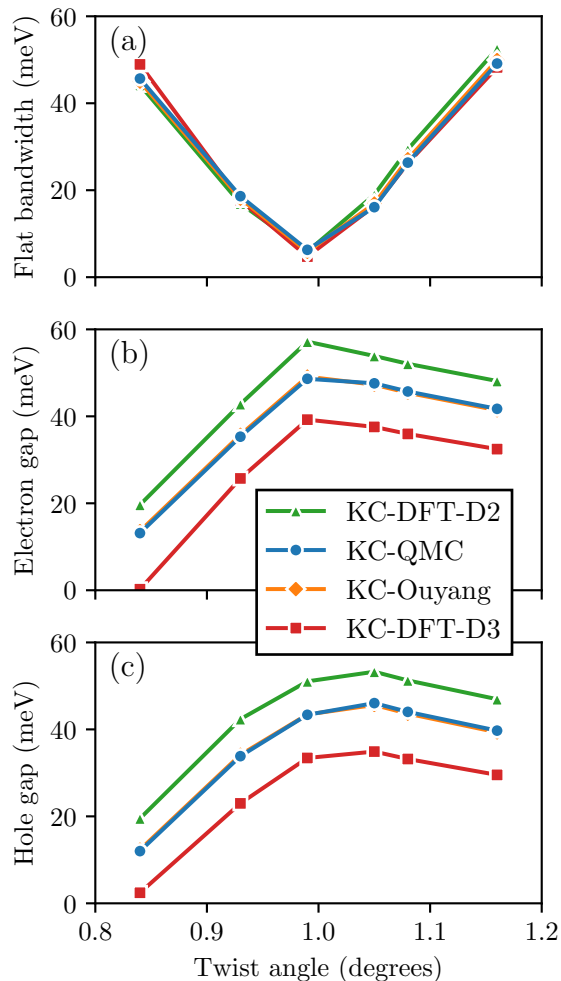 (a)
Flat bandwidth (meV)
60
40
20
0
(b)
Electron gap (meV)
60
40
20
0
KC-DFT-D2
KC-QMC
KC-Ouyang
KC-DFT-D3
(c)
Hole gap (meV)
60
40
20
0
0.8 0.9 1.0 1.1 1.2
Twist angle (degrees)